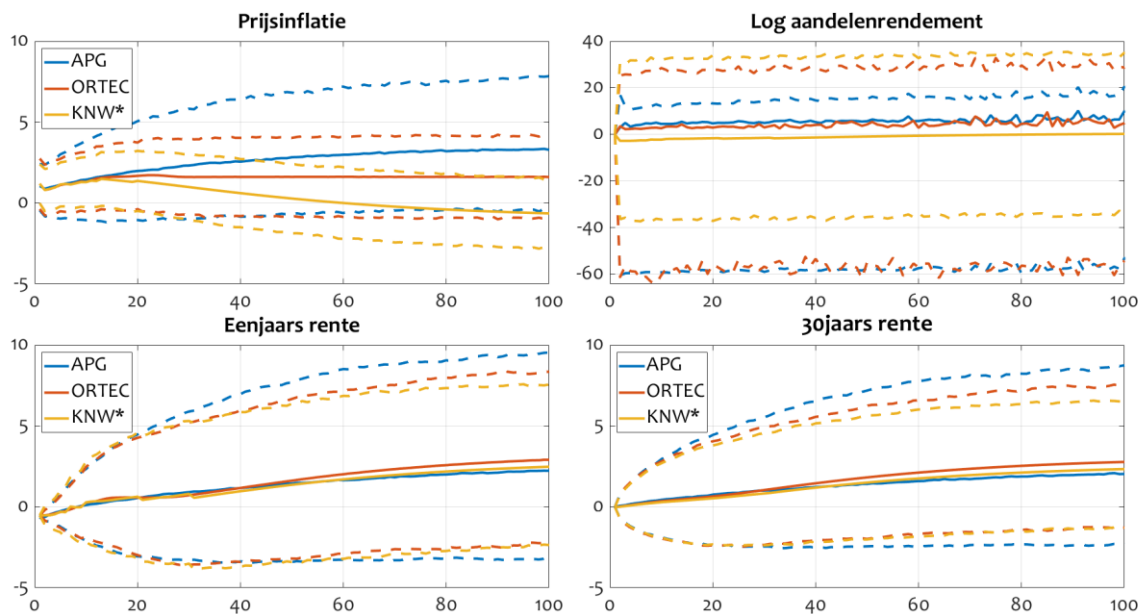 Prijsinflatie
10
5
0
-5
APG
ORTEC
KNW*
0 20 40 60 80 100
Log aandelenrendement
40
20
0
-20
-40
-60
0 20 40 60 80 100
Eenjaars rente
10
5
0
-5
APG
ORTEC
KNW*
0 20 40 60 80 100
30jaars rente
10
5
0
-5
APG
ORTEC
KNW*
0 20 40 60 80 100